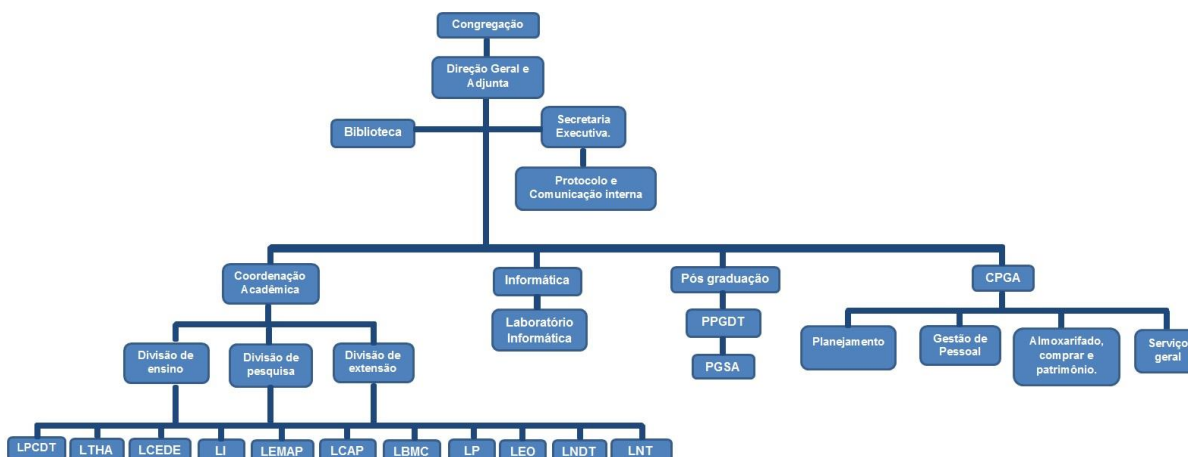 Congregação
Direção Geral e
Adjunta
Biblioteca
Secretaria
Executiva.
Protocolo e
Comunicação interna
Coordenação
Acadêmica
Informática
Pós graduação
CPGA
Laboratório
Informática
PPGDT
PGSA
Planejamento
Gestão de
Pessoal
Almoxarifado,
comprar e
patrimônio.
Serviço
geral
Divisão de
ensino
Divisão de
pesquisa
Divisão de
extensão
LPCDT
LTHA
LCEDE
LI
LEMAP
LCAP
LBMC
LP
LEO
LNDT
LNT